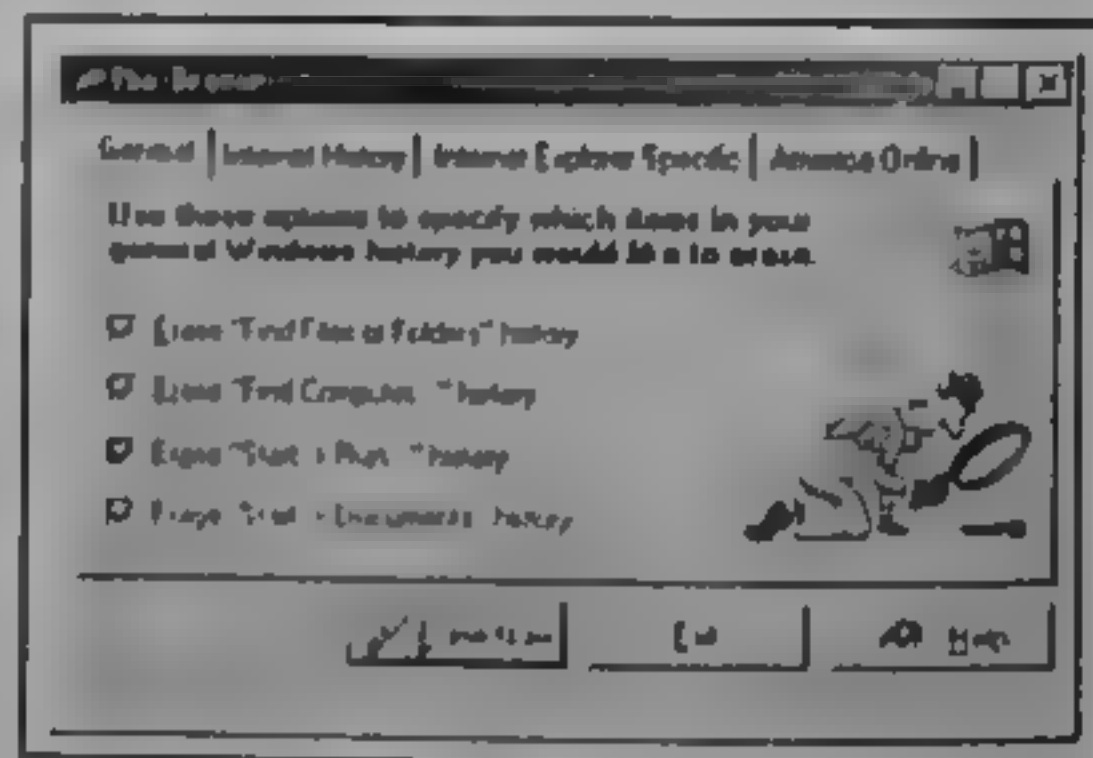 The Eraser
General Internet History Internet Explorer Specific America Online
Use these options to specify which items in your
general Windows history you would like to erase.
Erase "Find Files or Folders" history
Erase "Find Computer..." history
Erase "Start > Run..." history
Erase "Start > Documents" history
Exit
Help